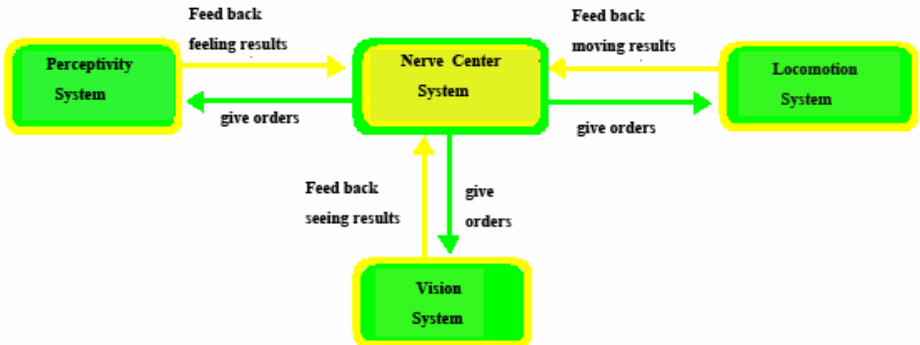 Feed back
feeling results
Feed back
moving results
Perceptivity
System
Nerve Center
System
Locomotion
System
give orders
give orders
Feed back
seeing results
give
orders
Vision
System